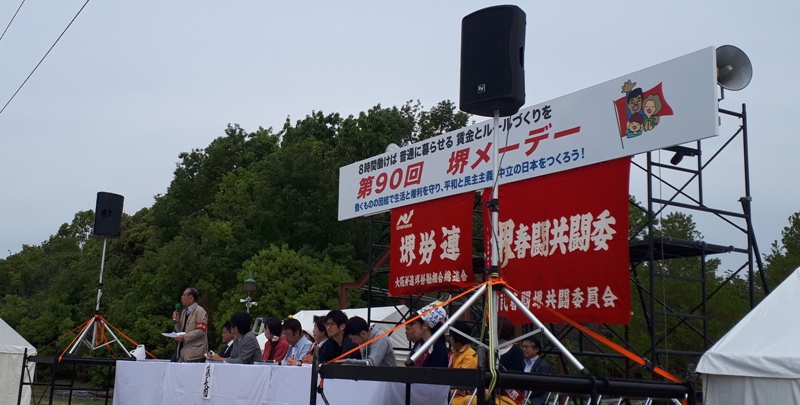 8時間働けば 普通に暮らせる 賃金とルールづくりを
第90回 堺メーデー
働くものの団結で生活と権利を守り、平和と民主主義、中立の日本をつくろう！
堺労連
大阪労連堺労働組合総連合
堺春闘共闘委
春闘堺共闘委員会